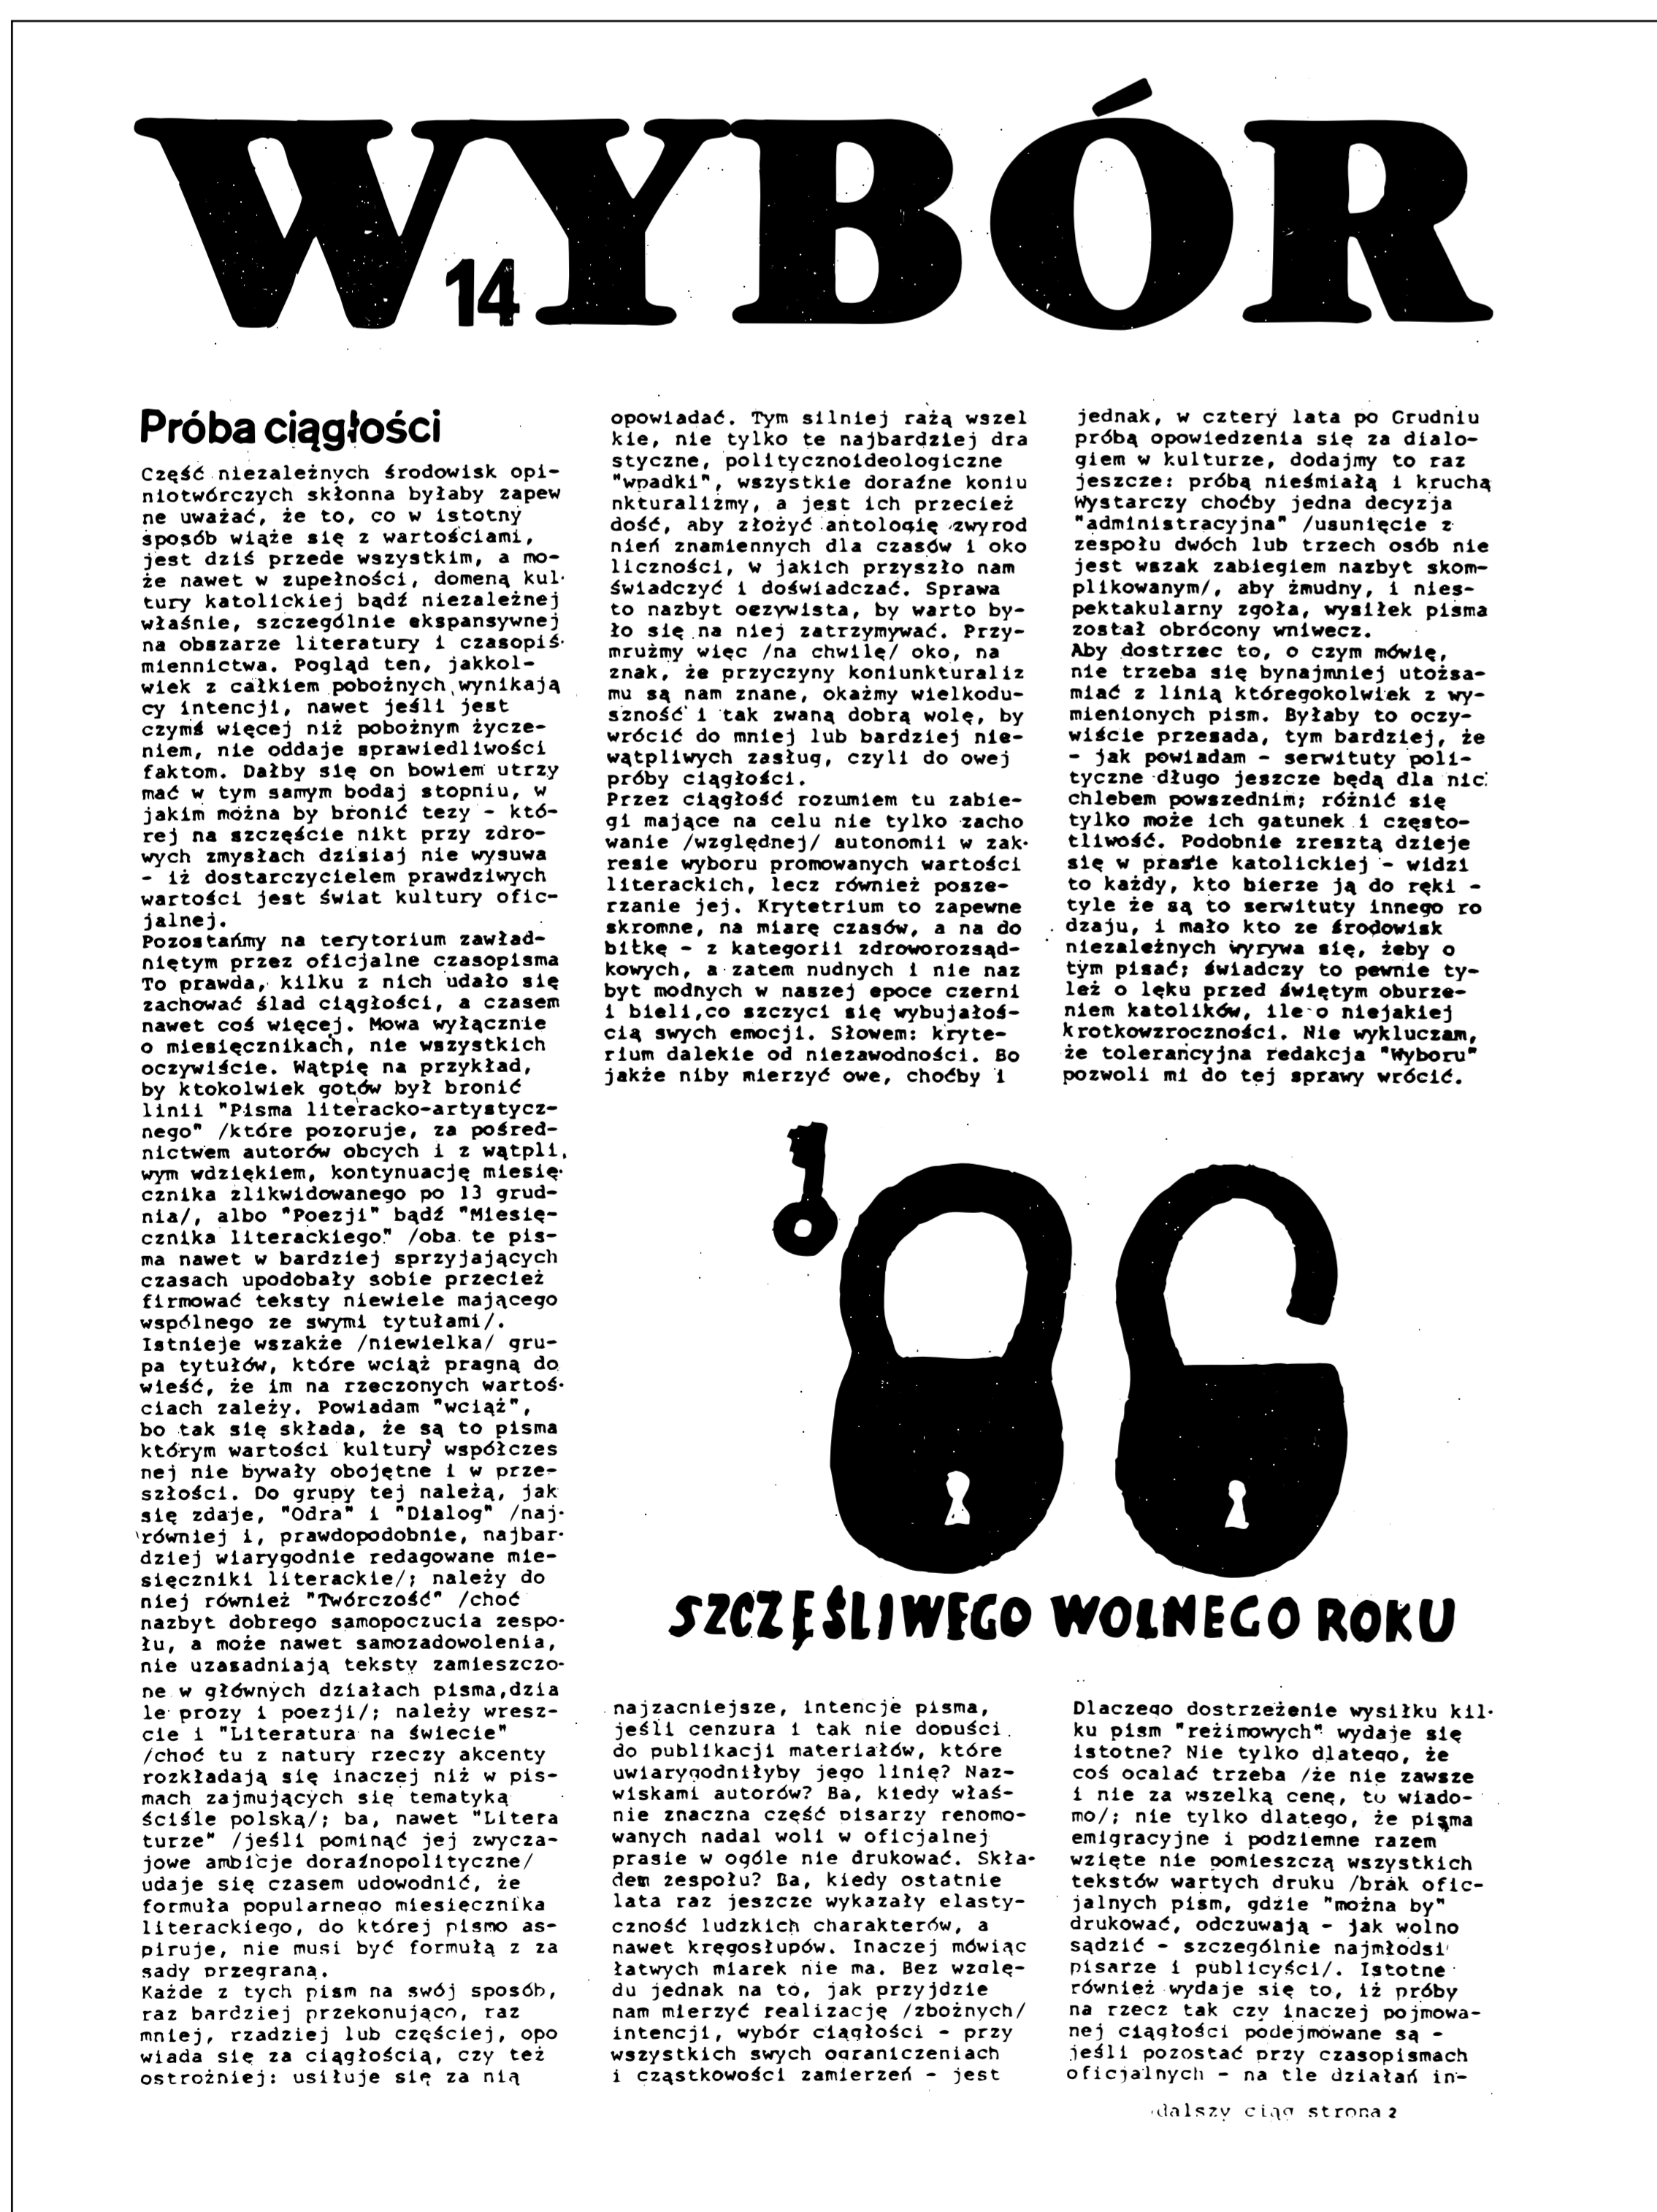 WYBÓR
14
Próba ciągłości
Część niezależnych środowisk opi-
niotwórczych skłonna byłaby zapew
ne uważać, że to, co w istotny
sposób wiąże się z wartościami,
jest dziś przede wszystkim, a mo-
że nawet w zupełności, domeną kul-
tury katolickiej bądź niezależnej
właśnie, szczególnie ekspansywnej
na obszarze literatury i czasopiś-
miennictwa. Pogląd ten, jakkol-
wiek z całkiem pobożnych wynikają
cy intencji, nawet jeśli jest
czymś więcej niż pobożnym życze-
niem, nie oddaje sprawiedliwości
faktom. Dałby się on bowiem utrzy
mać w tym samym bodaj stopniu, w
jakim można by bronić tezy - któ-
rej na szczęście nikt przy zdro-
wych zmysłach dzisiaj nie wysuwa
- iż dostarczycielem prawdziwych
wartości jest świat kultury ofic-
jalnej.
Pozostańmy na terytorium zawład-
niętym przez oficjalne czasopisma
To prawda, kilku z nich udało się
zachować ślad ciągłości, a czasem
nawet coś więcej. Mowa wyłącznie
o miesięcznikach, nie wszystkich
oczywiście. Wątpię na przykład,
by ktokolwiek gotów był bronić
linii "Pisma literacko-artystycz-
nego" /które pozoruje, za pośred-
nictwem autorów obcych i z wątpli,
wym wdziękiem, kontynuację miesię-
cznika zlikwidowanego po 13 grud-
nia/, albo "Poezji" bądź "Miesię-
cznika literackiego" /oba te pis-
ma nawet w bardziej sprzyjających
czasach upodobały sobie przecież
firmować teksty niewiele mającego
wspólnego ze swymi tytułami/.
Istnieje wszakże /niewielka/ gru-
pa tytułów, które wciąż pragną do
wieść, że im na rzeczonych wartoś-
ciach zależy. Powiadam "wciąż",
bo tak się składa, że są to pisma
którym wartości kultury współczes
nej nie bywały obojętne i w prze-
szłości. Do grupy tej należą, jak
się zdaje, "Odra" i "Dialog" /naj-
równiej i, prawdopodobnie, najbar-
dziej wiarygodnie redagowane mie-
sięczniki literackie/; należy do
niej również "Twórczość" /choć
nazbyt dobrego samopoczucia zespo-
łu, a może nawet samozadowolenia,
nie uzasadniają teksty zamieszczo-
ne w głównych działach pisma,dzia
le prozy i poezji/; należy wresz-
cie i "Literatura na świecie"
/choć tu z natury rzeczy akcenty
rozkładają się inaczej niż w pis-
mach zajmujących się tematyką
ściśle polską/; ba, nawet "Litera
turze" /jeśli pominąć jej zwycza-
jowe ambicje doraźnopolityczne/
udaje się czasem udowodnić, że
formuła popularnego miesięcznika
literackiego, do której pismo as-
piruje, nie musi być formułą z za
sady przegraną.
Każde z tych pism na swój sposób,
raz bardziej przekonująco, raz
mniej, rzadziej lub częściej, opo
wiada się za ciągłością, czy też
ostrożniej: usiłuje się za nią
opowiadać. Tym silniej rażą wszel
kie, nie tylko te najbardziej dra
styczne, politycznoideologiczne
"wpadki", wszystkie doraźne koniu
nkturaliżmy, a jest ich przecież
dość, aby złożyć antologię zwyrod
nień znamiennych dla czasów i oko
liczności, w jakich przyszło nam
świadczyć i doświadczać. Sprawa
to nazbyt oczywista, by warto by-
ło się na niej zatrzymywać. Przy-
mrużmy więc /na chwilę/ oko, na
znak, że przyczyny koniunkturaliz
mu są nam znane, okażmy wielkodu-
szność i tak zwaną dobrą wolę, by
wrócić do mniej lub bardziej nie-
wątpliwych zasług, czyli do owej
próby ciągłości.
Przez ciągłość rozumiem tu zabie-
gi mające na celu nie tylko zacho
wanie /względnej/ autonomii w zak-
resie wyboru promowanych wartości
literackich, lecz również posze-
rzanie jej. Krytetrium to zapewne
skromne, na miarę czasów, a na do
bitkę - z kategorii zdroworozsąd-
kowych, a zatem nudnych i nie naz
byt modnych w naszej epoce czerni
i bieli,co szczyci się wybujałoś-
cią swych emocji. Słowem: kryte-
rium dalekie od niezawodności. Bo
jakże niby mierzyć owe, choćby i
najzacniejsze, intencje pisma,
jeśli cenzura i tak nie dopuści
do publikacji materiałów, które
uwiarygodniłyby jego linię? Naz-
wiskami autorów? Ba, kiedy właś-
nie znaczna część pisarzy renomo-
wanych nadal woli w oficjalnej
prasie w ogóle nie drukować. Skła-
dem zespołu? Ba, kiedy ostatnie
lata raz jeszcze wykazały elasty-
czność ludzkich charakterów, a
nawet kręgosłupów. Inaczej mówiąc
łatwych miarek nie ma. Bez wzglę-
du jednak na to, jak przyjdzie
nam mierzyć realizację /zbożnych/
intencji, wybór ciągłości - przy
wszystkich swych ograniczeniach
i cząstkowości zamierzeń - jest
jednak, w cztery lata po Grudniu
próbą opowiedzenia się za dialo-
giem w kulturze, dodajmy to raz
jeszcze: próbą nieśmiałą i kruchą
Wystarczy choćby jedna decyzja
"administracyjna" /usunięcie z
zespołu dwóch lub trzech osób nie
jest wszak zabiegiem nazbyt skom-
plikowanym/, aby żmudny, i nies-
pektakularny zgoła, wysiłek pisma
został obrócony wniwecz.
Aby dostrzec to, o czym mówię,
nie trzeba się bynajmniej utożsa-
miać z linią któregokolwiek z wy-
mienionych pism. Byłaby to oczy-
wiście przesada, tym bardziej, że
- jak powiadam - serwituty poli-
tyczne długo jeszcze będą dla nic
chlebem powszednim; różnić się
tylko może ich gatunek i często-
tliwość. Podobnie zresztą dzieje
się w prasie katolickiej - widzi
to każdy, kto bierze ją do ręki -
tyle że są to serwituty innego ro
dzaju, i mało kto ze środowisk
niezależnych wyrywa się, żeby o
tym pisać; świadczy to pewnie ty-
leż o lęku przed świętym oburze-
niem katolików, ile o niejakiej
krotkowzroczności. Nie wykluczam,
że tolerancyjna redakcja "Wyboru"
pozwoli mi do tej sprawy wrócić.
Dlaczego dostrzeżenie wysiłku kil-
ku pism "reżimowych" wydaje się
istotne? Nie tylko dlatego, że
coś ocalać trzeba /że nie zawsze
i nie za wszelką cenę, to wiado-
mo/; nie tylko dlatego, że pisma
emigracyjne i podziemne razem
wzięte nie pomieszczą wszystkich
tekstów wartych druku /brak ofic-
jalnych pism, gdzie "można by"
drukować, odczuwają - jak wolno
sądzić - szczególnie najmłodsi
pisarze i publicyści/. Istotne
również wydaje się to, iż próby
na rzecz tak czy inaczej pojmowa-
nej ciągłości podejmowane są -
jeśli pozostać przy czasopismach
oficjalnych - na tle działań in-
dalszy ciąg strona 2
SZCZĘŚLIWEGO WOLNEGO ROKU